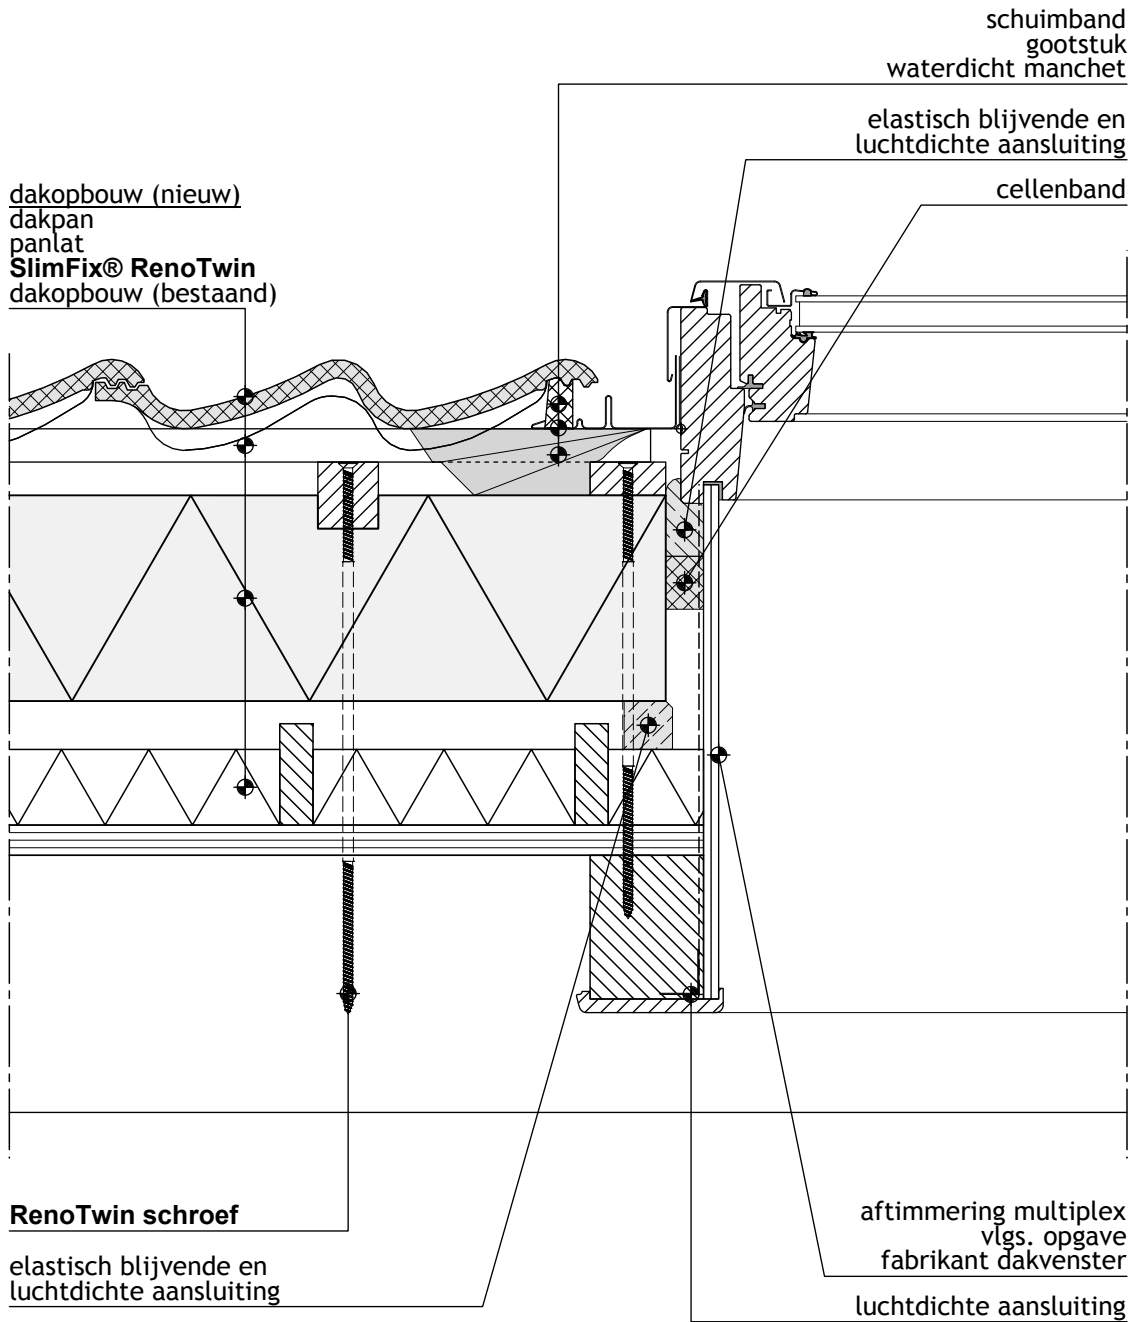 schuimband
gootstuk
waterdicht manchet
elastisch blijvende en
luchtdichte aansluiting
cellenband
dakopbouw (nieuw)
dakpan
panlat
SlimFix® RenoTwin
dakopbouw (bestaand)
RenoTwin schroef
elastisch blijvende en
luchtdichte aansluiting
aftimmering multiplex
vlgs. opgave
fabrikant dakvenster
luchtdichte aansluiting